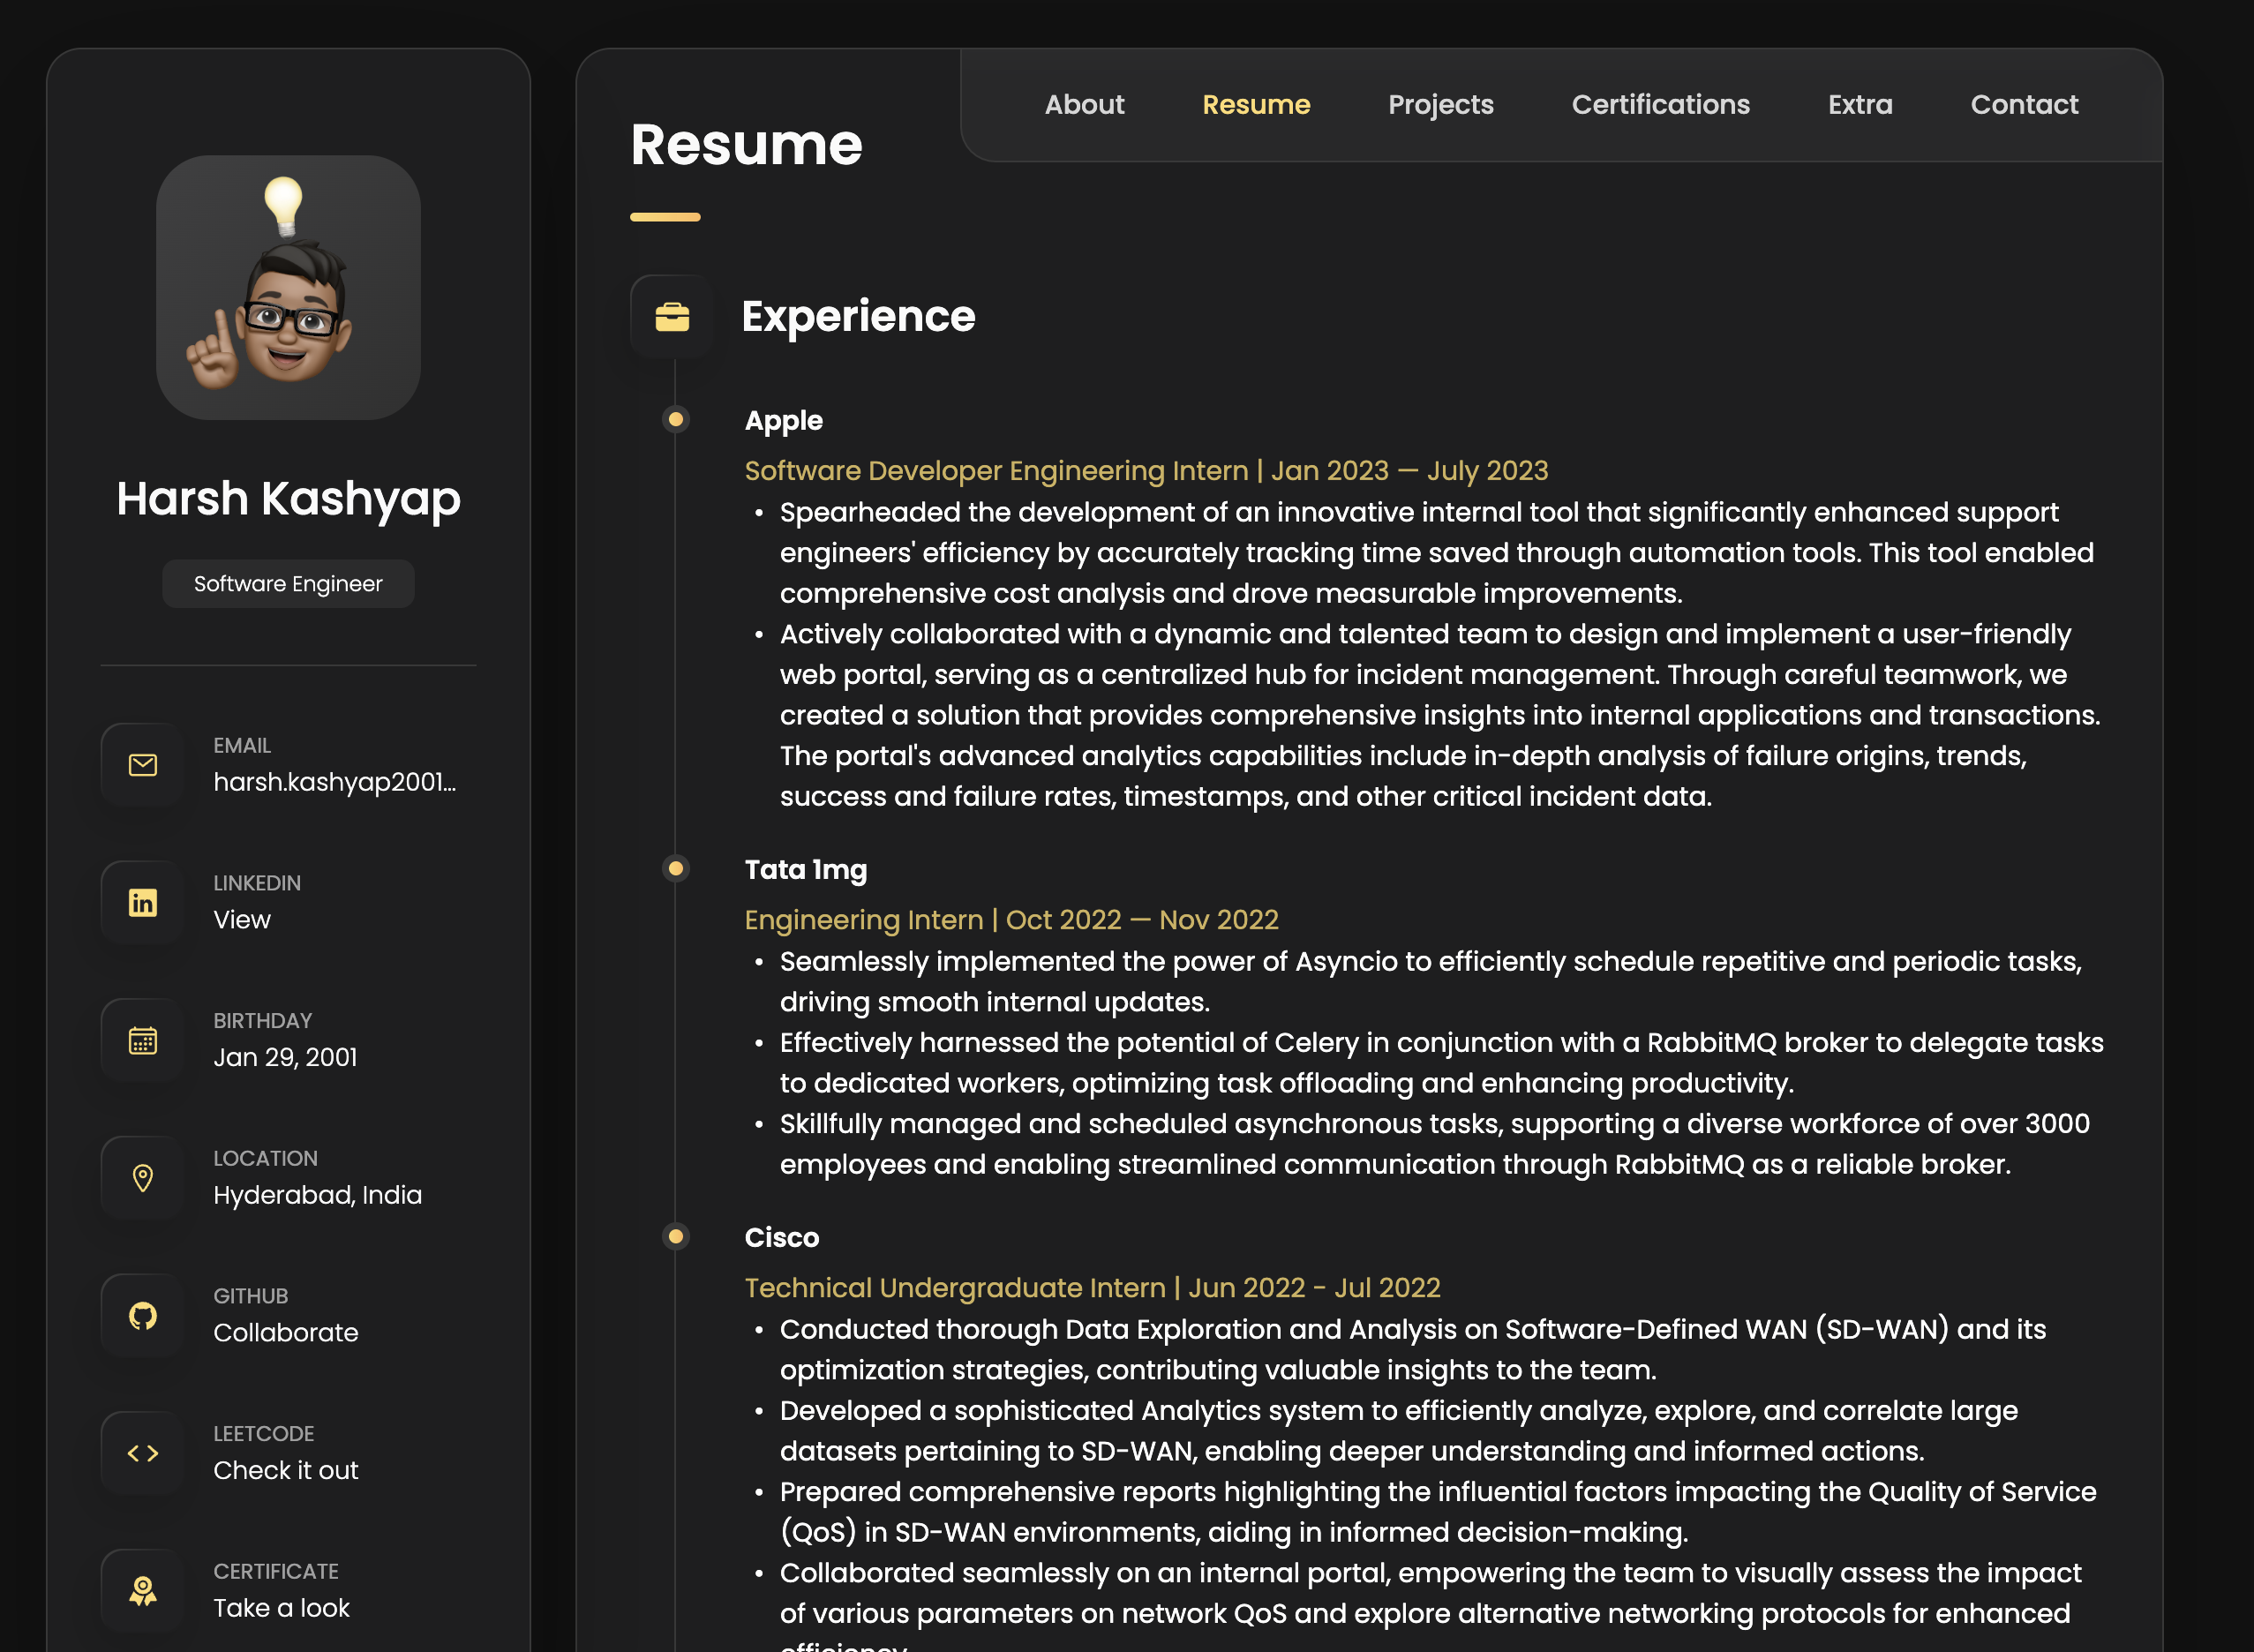 Harsh Kashyap
Software Engineer
EMAIL
harsh.kashyap2001...
LINKEDIN
View
BIRTHDAY
Jan 29, 2001
LOCATION
Hyderabad, India
GITHUB
Collaborate
LEETCODE
Check it out
CERTIFICATE
Take a look
About Resume Projects Certifications Extra Contact
Resume
Experience
Apple
Software Developer Engineering Intern | Jan 2023 — July 2023
• Spearheaded the development of an innovative internal tool that significantly enhanced support
engineers' efficiency by accurately tracking time saved through automation tools. This tool enabled
comprehensive cost analysis and drove measurable improvements.
• Actively collaborated with a dynamic and talented team to design and implement a user-friendly
web portal, serving as a centralized hub for incident management. Through careful teamwork, we
created a solution that provides comprehensive insights into internal applications and transactions.
The portal's advanced analytics capabilities include in-depth analysis of failure origins, trends,
success and failure rates, timestamps, and other critical incident data.
Tata 1mg
Engineering Intern | Oct 2022 — Nov 2022
• Seamlessly implemented the power of Asyncio to efficiently schedule repetitive and periodic tasks,
driving smooth internal updates.
• Effectively harnessed the potential of Celery in conjunction with a RabbitMQ broker to delegate tasks
to dedicated workers, optimizing task offloading and enhancing productivity.
• Skillfully managed and scheduled asynchronous tasks, supporting a diverse workforce of over 3000
employees and enabling streamlined communication through RabbitMQ as a reliable broker.
Cisco
Technical Undergraduate Intern | Jun 2022 - Jul 2022
• Conducted thorough Data Exploration and Analysis on Software-Defined WAN (SD-WAN) and its
optimization strategies, contributing valuable insights to the team.
• Developed a sophisticated Analytics system to efficiently analyze, explore, and correlate large
datasets pertaining to SD-WAN, enabling deeper understanding and informed actions.
• Prepared comprehensive reports highlighting the influential factors impacting the Quality of Service
(QoS) in SD-WAN environments, aiding in informed decision-making.
• Collaborated seamlessly on an internal portal, empowering the team to visually assess the impact
of various parameters on network QoS and explore alternative networking protocols for enhanced